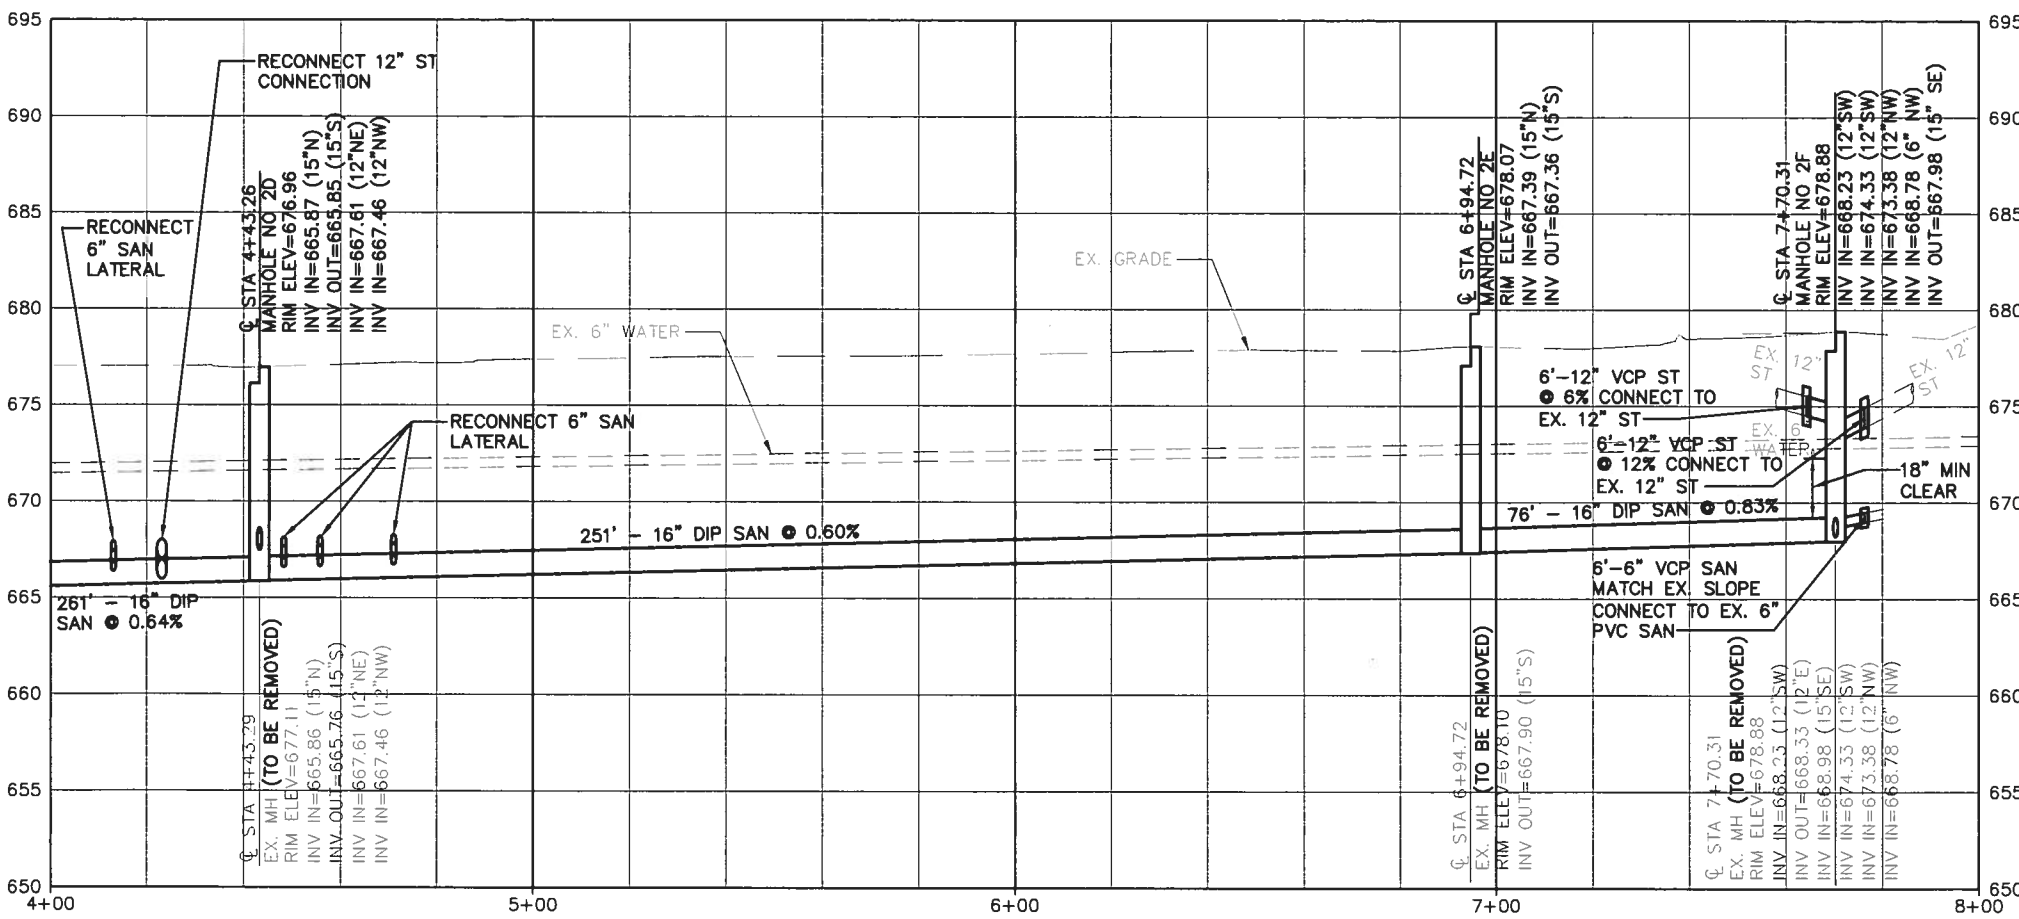 695
690
685
680
675
670
665
660
655
650
695
690
685
680
675
670
665
660
655
650
4+00
5+00
6+00
7+00
8+00
RECONNECT 12" ST
CONNECTION
RECONNECT
6" SAN
LATERAL
℄ STA 4+43.26
MANHOLE NO 2D
RIM ELEV=676.96
INV IN=665.87 (15"N)
INV OUT=665.85 (15"S)
INV IN=667.61 (12"NE)
INV IN=667.46 (12"NW)
EX. 6" WATER
RECONNECT 6" SAN
LATERAL
251' - 16" DIP SAN @ 0.60%
261' - 16" DIP
SAN @ 0.64%
℄ STA 4+43.29
EX. MH (TO BE REMOVED)
RIM ELEV=677.11
INV IN=665.86 (15"N)
INV OUT=665.76 (15"S)
INV IN=667.61 (12"NE)
INV IN=667.46 (12"NW)
EX. GRADE
℄ STA 6+94.72
MANHOLE NO 2E
RIM ELEV=678.07
INV IN=667.39 (15"N)
INV OUT=667.36 (15"S)
℄ STA 7+70.31
MANHOLE NO 2F
RIM ELEV=678.88
INV IN=668.23 (12"SW)
INV IN=674.33 (12"SW)
INV IN=673.38 (12"NW)
INV IN=668.78 (6" NW)
INV OUT=667.98 (15" SE)
EX. 12"
ST
EX. 12"
ST
6'-12" VCP ST
@ 6% CONNECT TO
EX. 12" ST
EX. 6"
WATER
6'-12" VCP ST
@ 12% CONNECT TO
EX. 12" ST
18" MIN
CLEAR
76' - 16" DIP SAN @ 0.83%
6'-6" VCP SAN
MATCH EX. SLOPE
CONNECT TO EX. 6"
PVC SAN
℄ STA 6+94.72
EX. MH (TO BE REMOVED)
RIM ELEV=678.10
INV OUT=667.90 (15"S)
℄ STA 7+70.31
EX. MH (TO BE REMOVED)
RIM ELEV=678.88
INV IN=668.23 (12"SW)
INV OUT=668.33 (12"E)
INV IN=668.98 (15"SE)
INV IN=674.33 (12"SW)
INV IN=673.38 (12"NW)
INV IN=668.78 (6" NW)